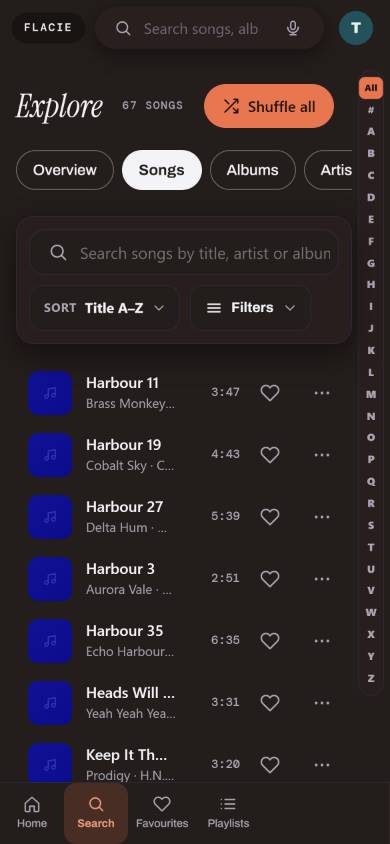 FLACIE
Search songs, alb
T
Explore
67 SONGS
Shuffle all
Overview
Songs
Albums
Artis
Search songs by title, artist or album
SORT Title A–Z
Filters
Harbour 11
Brass Monkey...
3:47
Harbour 19
Cobalt Sky · C...
4:43
Harbour 27
Delta Hum · ...
5:39
Harbour 3
Aurora Vale · ...
2:51
Harbour 35
Echo Harbour...
6:35
Heads Will ...
Yeah Yeah Yea...
3:31
Keep It Th...
Prodigy · H.N....
3:20
All
#
A
B
C
D
E
F
G
H
I
J
K
L
M
N
O
P
Q
R
S
T
U
V
W
X
Y
Z
Home
Search
Favourites
Playlists